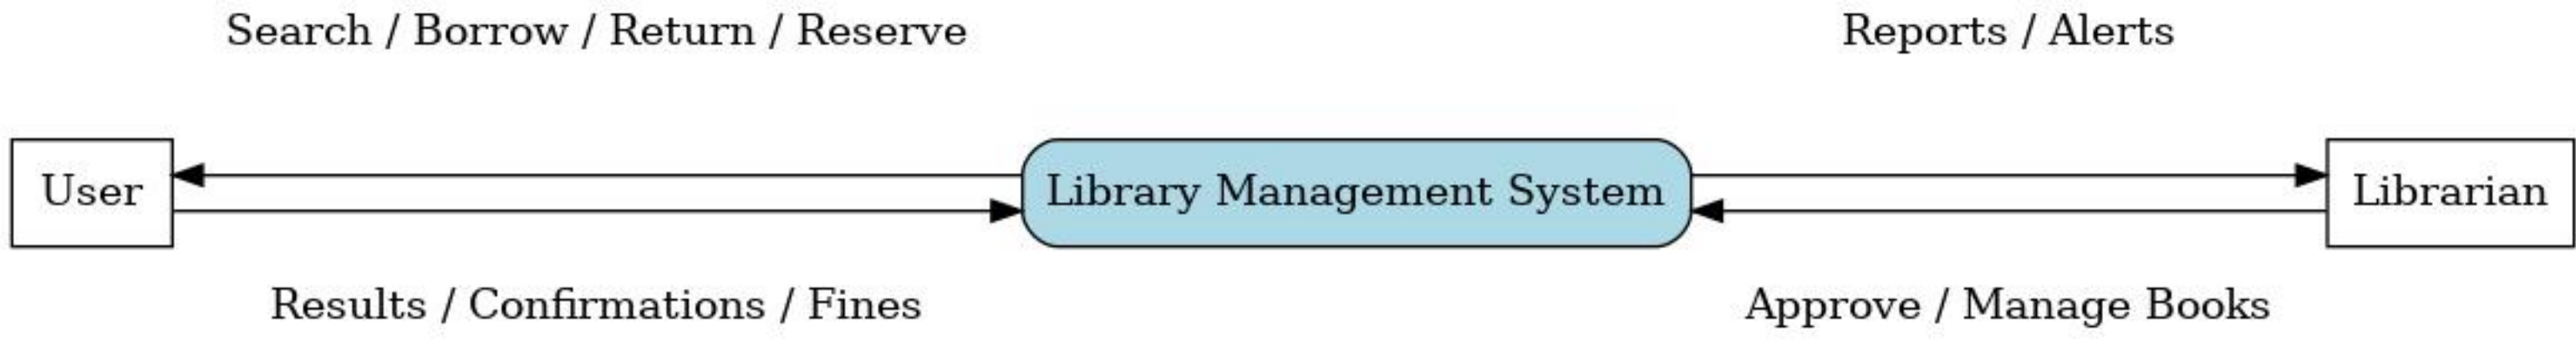 Search / Borrow / Return / Reserve
Reports / Alerts
User
Library Management System
Librarian
Results / Confirmations / Fines
Approve / Manage Books